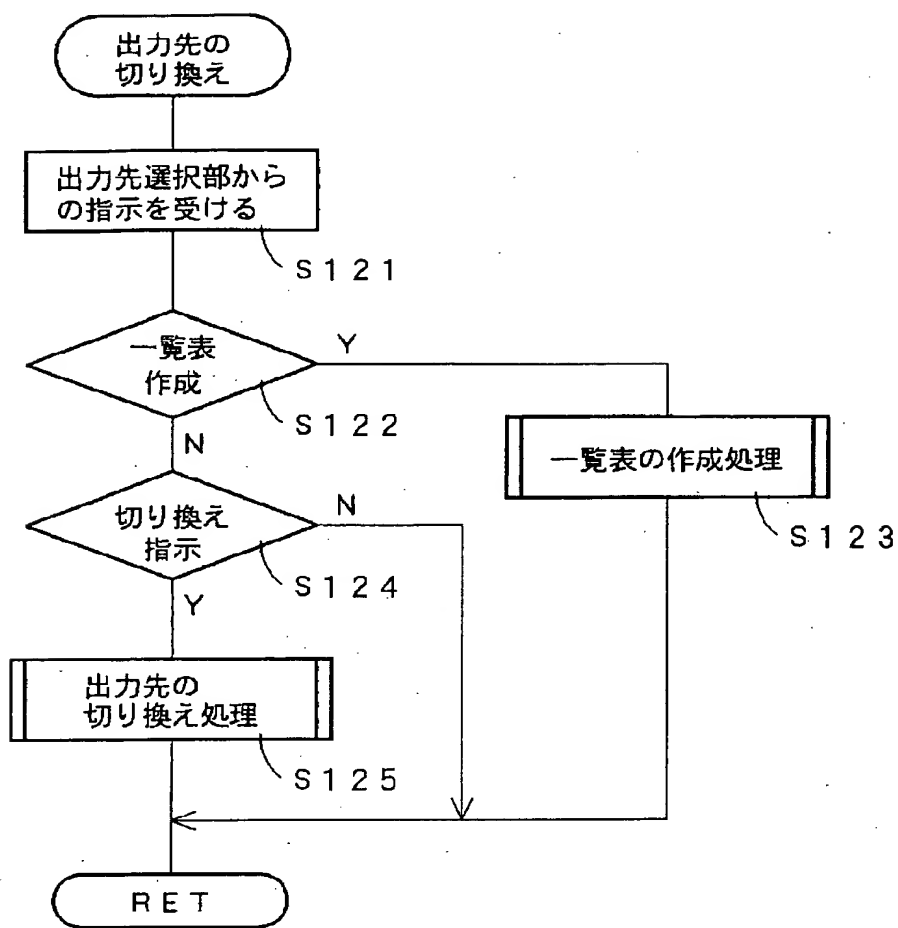 出力先の
切り換え
出力先選択部から
の指示を受ける
S121
一覧表
作成
Y
S122
N
一覧表の作成処理
S123
切り換え
指示
N
S124
Y
出力先の
切り換え処理
S125
RET